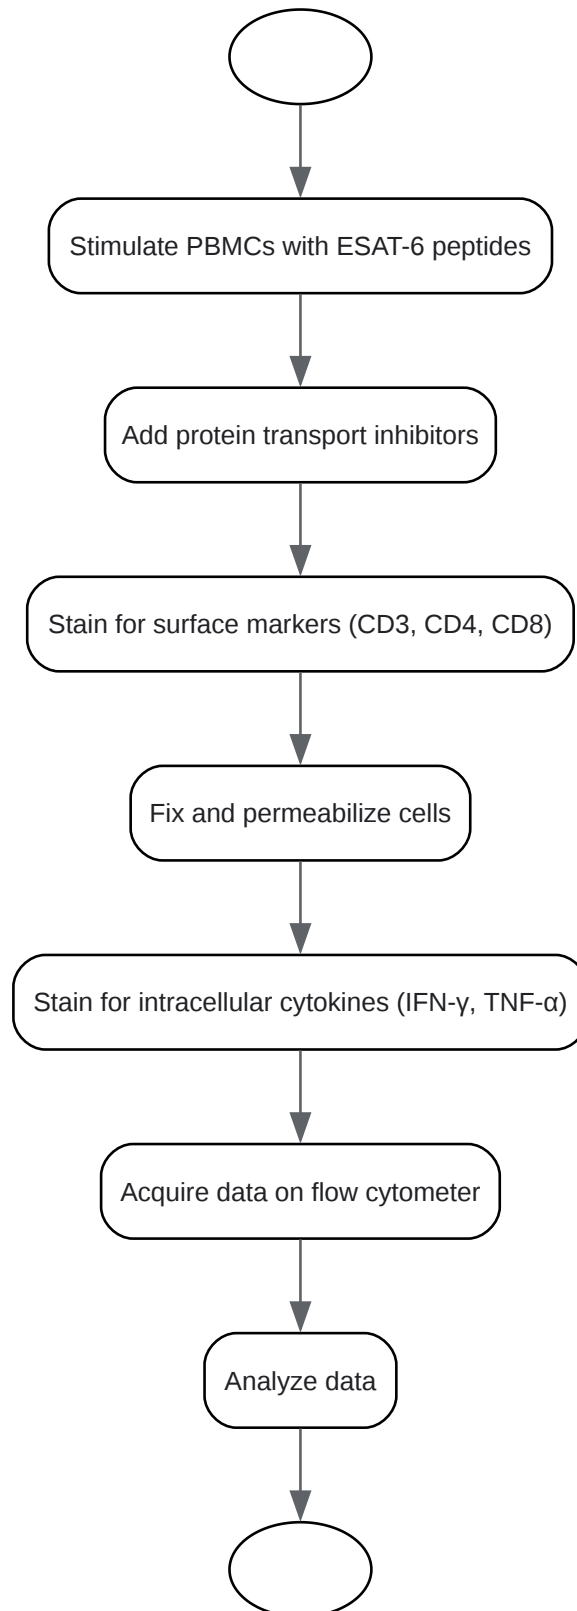 Stimulate PBMCs with ESAT-6 peptides
Add protein transport inhibitors
Stain for surface markers (CD3, CD4, CD8)
Fix and permeabilize cells
Stain for intracellular cytokines (IFN-γ, TNF-α)
Acquire data on flow cytometer
Analyze data